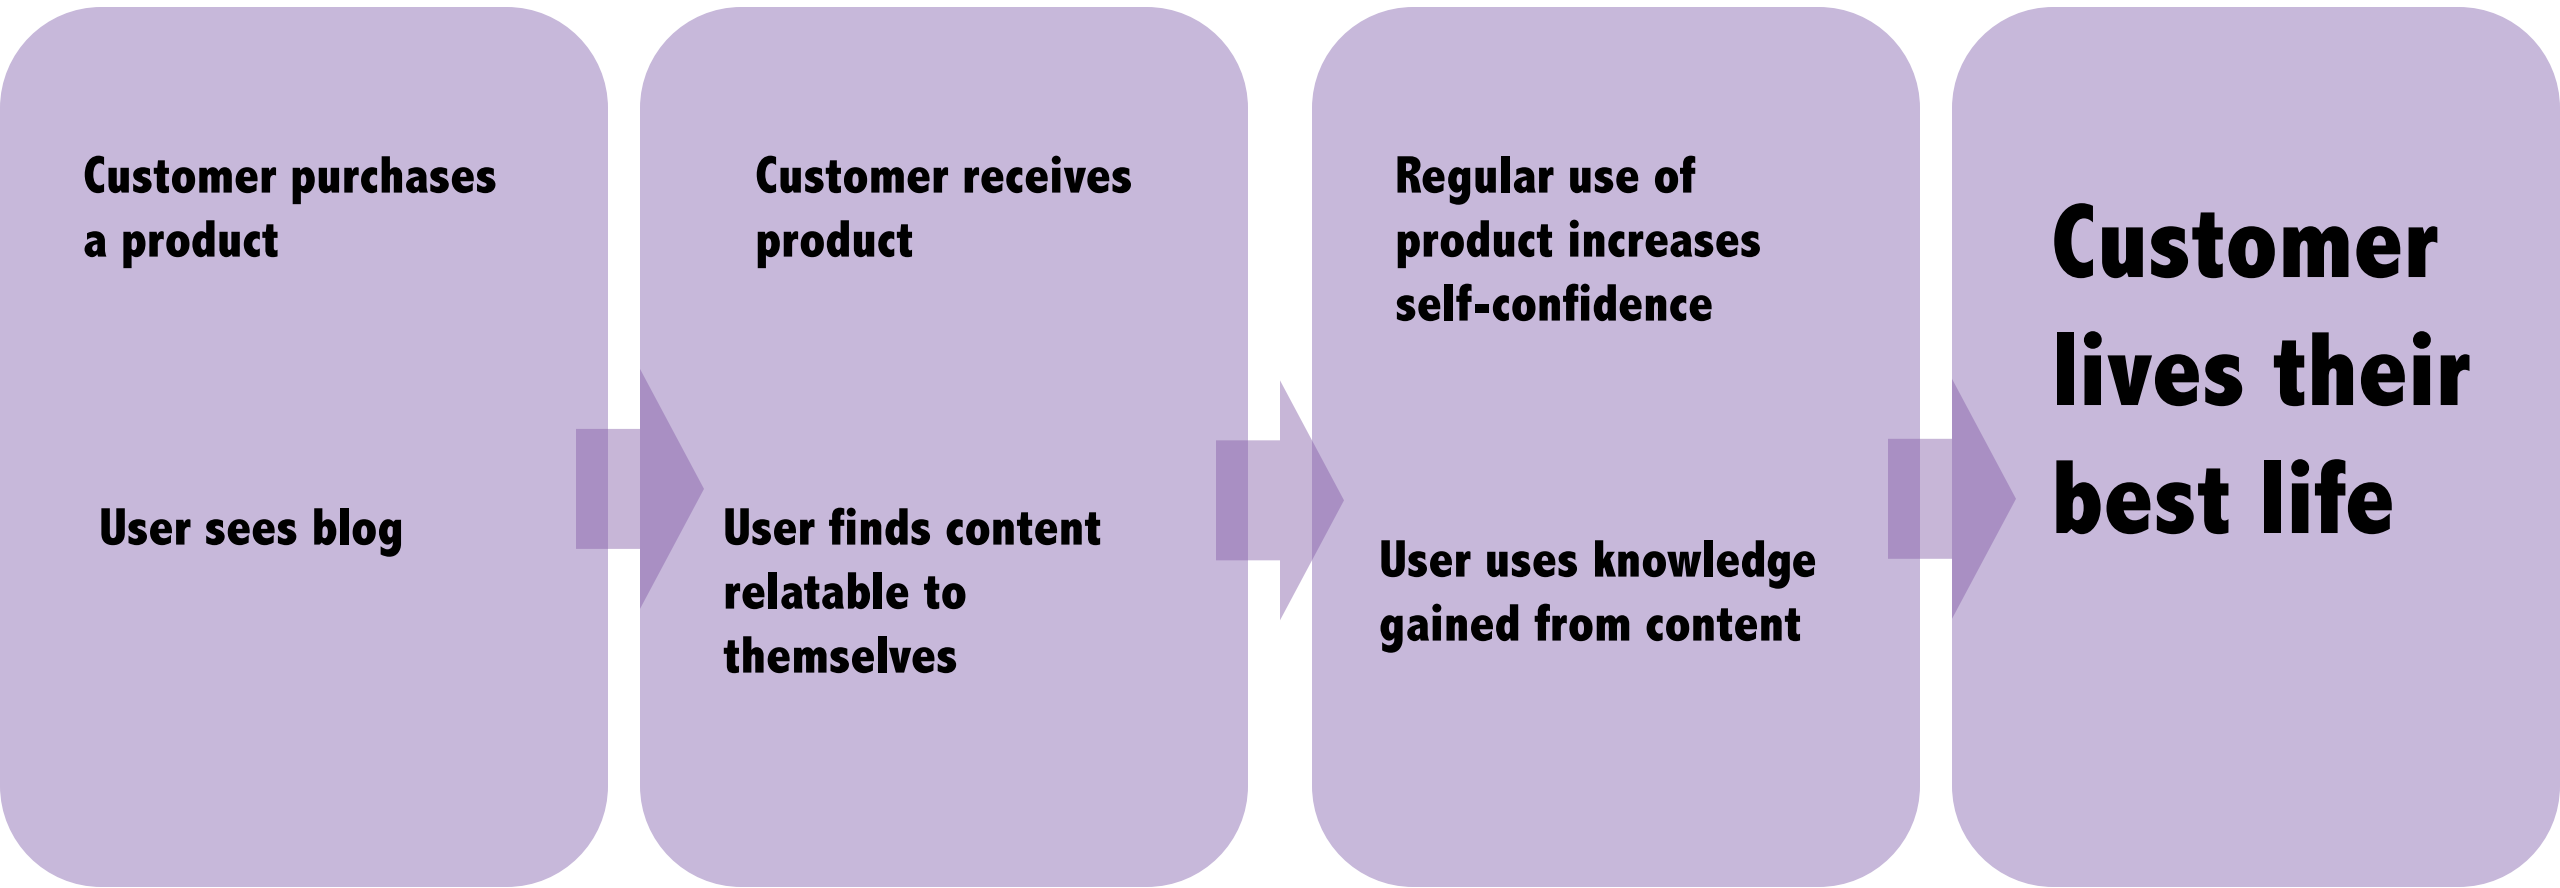 Customer purchases
a product
User sees blog
Customer receives
product
User finds content
relatable to
themselves
Regular use of
product increases
self-confidence
User uses knowledge
gained from content
Customer
lives their
best life